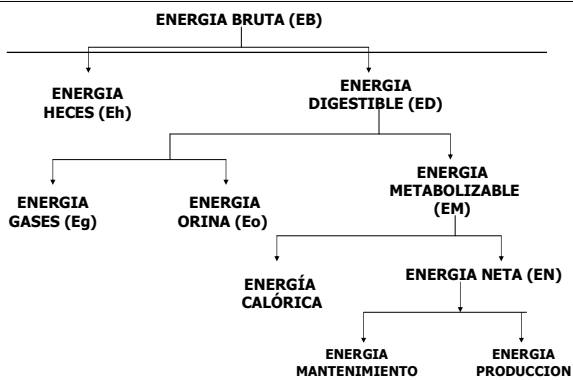 ENERGIA BRUTA (EB)
ENERGIA
HECES (Eh)
ENERGIA
DIGESTIBLE (ED)
ENERGIA
GASES (Eg)
ENERGIA
ORINA (Eo)
ENERGIA
METABOLIZABLE
(EM)
ENERGÍA
CALÓRICA
ENERGIA NETA (EN)
ENERGIA
MANTENIMIENTO
ENERGIA
PRODUCCION